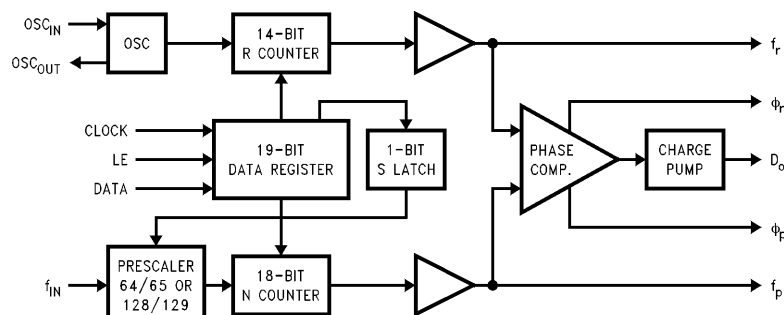 OSC_IN
OSC_OUT
OSC
14-BIT
R COUNTER
f_r
CLOCK
LE
DATA
19-BIT
DATA REGISTER
1-BIT
S LATCH
PHASE
COMP.
CHARGE
PUMP
ϕ_r
D_o
ϕ_p
f_IN
PRESCALER
64/65 OR
128/129
18-BIT
N COUNTER
f_p